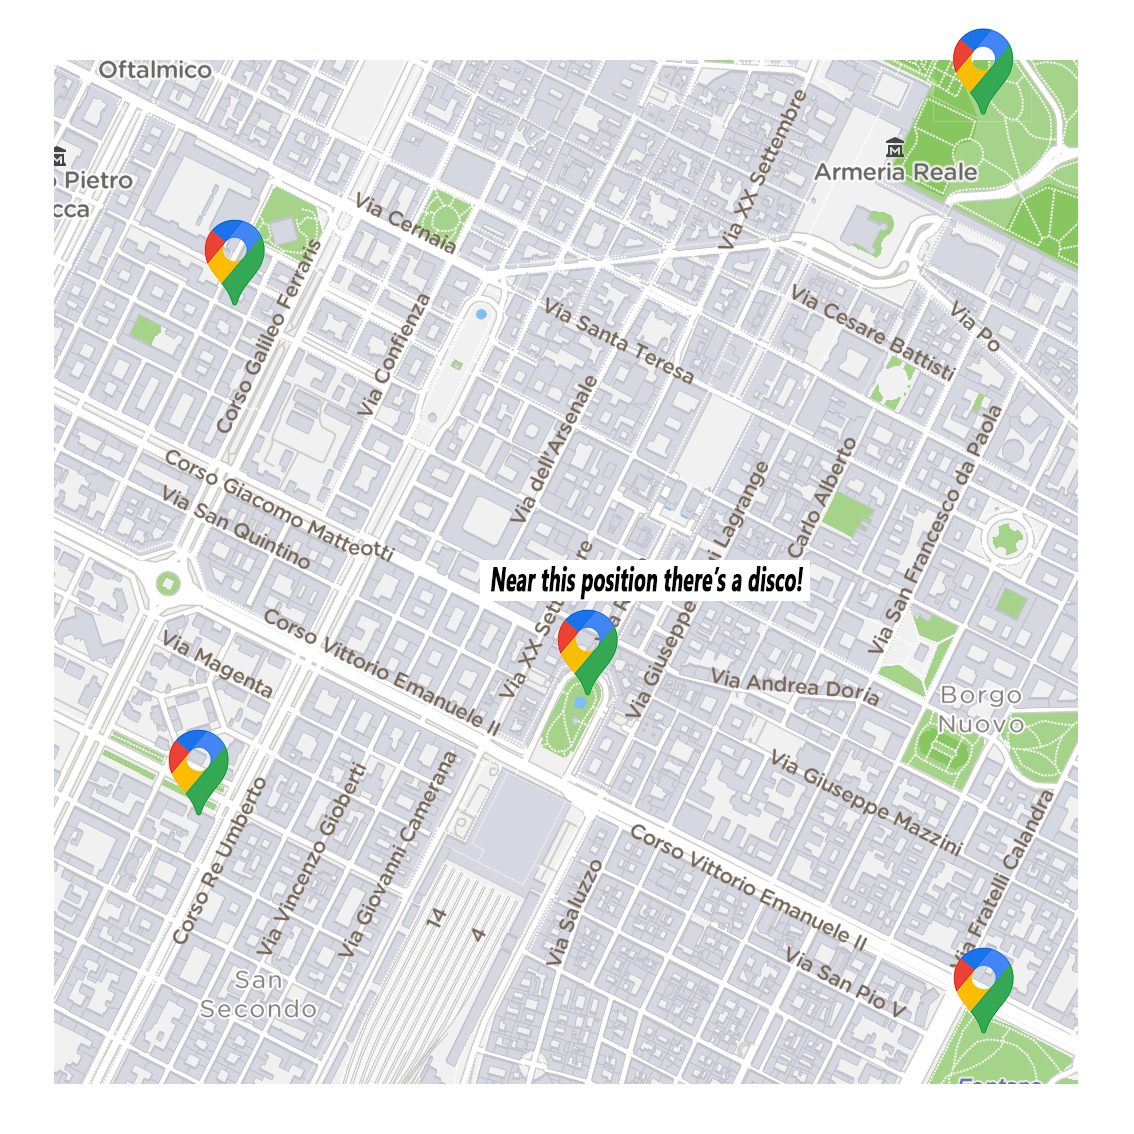 Oftalmico
Pietro
cca
Armeria Reale
Via XX Settembre
Via Cernaia
Corso Galileo Ferraris
Via Confienza
Via Santa Teresa
Via Cesare Battisti
Via Po
Via dell'Arsenale
Corso Giacomo Matteotti
Via San Quintino
Lagrange
Carlo Alberto
Via San Francesco da Paola
Near this position there's a disco!
Via XX Sett
re
Via Giuseppe
Corso Vittorio Emanuele II
Via Magenta
Via Andrea Doria
Borgo
Nuovo
Via Giuseppe Mazzini
Corso Re Umberto
Via Vincenzo Gioberti
Via Giovanni Camerana
Corso Vittorio Emanuele II
Via Fratelli Calandra
Via Saluzzo
14
4
Via San Pio V
San
Secondo